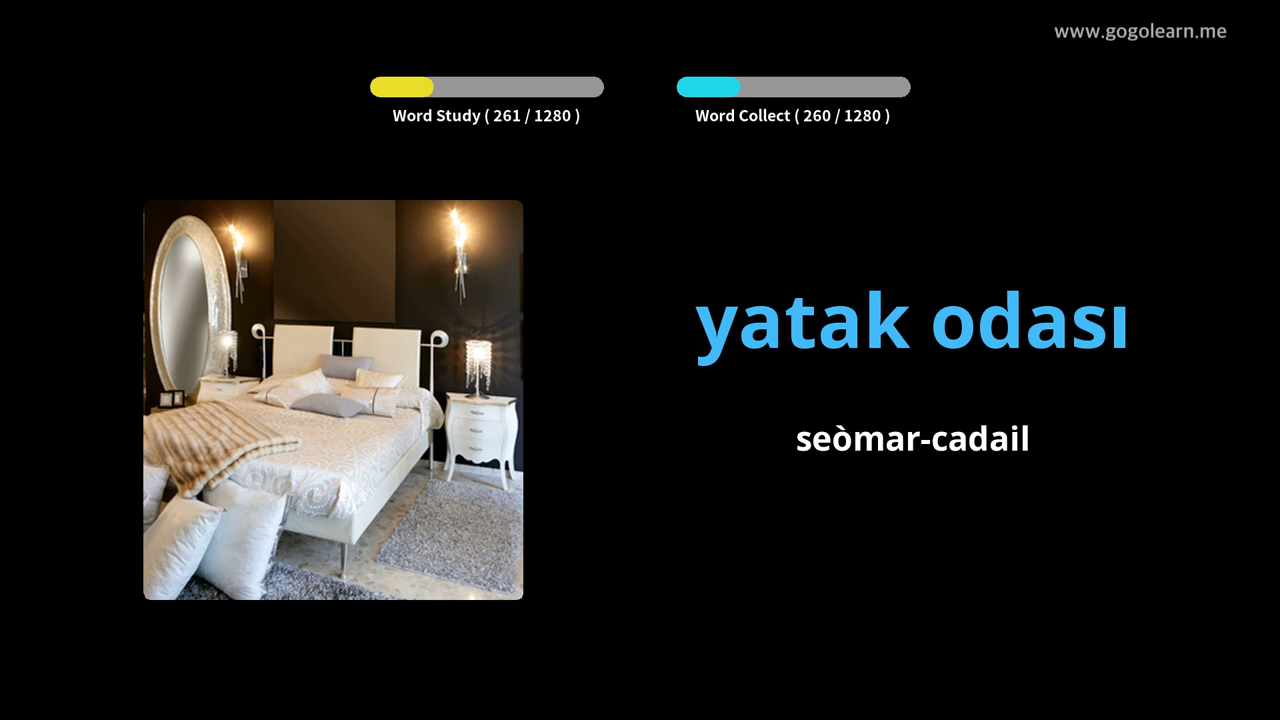 www.gogolearn.me
Word Study ( 261 / 1280 )
Word Collect ( 260 / 1280 )
yatak odası
seòmar-cadail